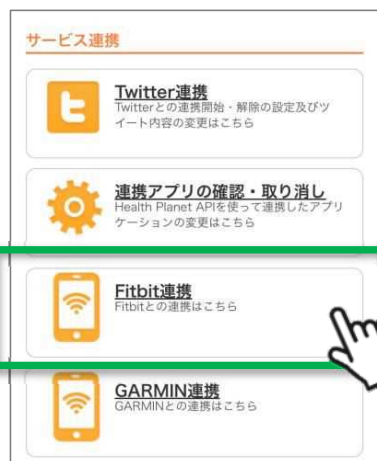 サービス連携
Twitter連携
Twitterとの連携開始・解除の設定及びツ
イート内容の変更はこちら
連携アプリの確認・取り消し
Health Planet APIを使って連携したアプリ
ケーションの変更はこちら
Fitbit連携
Fitbitとの連携はこちら
GARMIN連携
GARMINとの連携はこちら